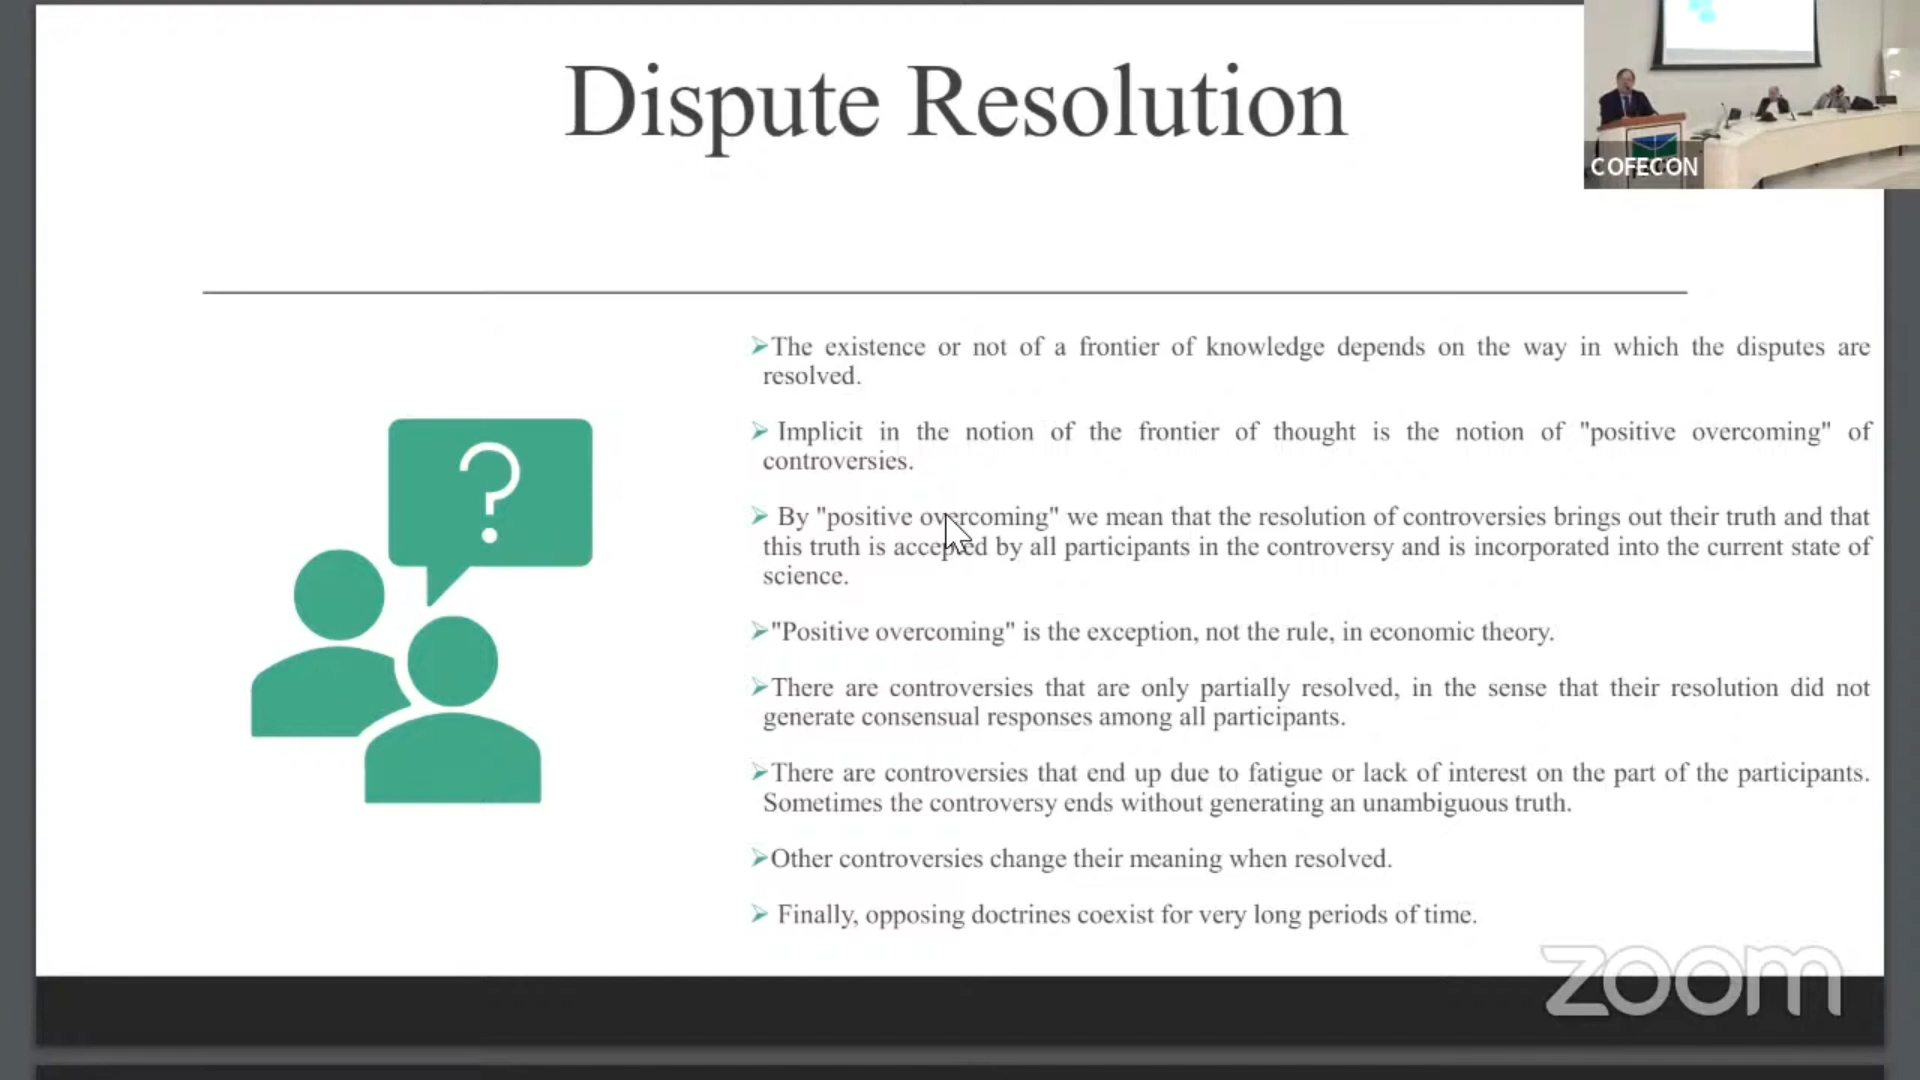 Dispute Resolution
COFECON
➢The existence or not of a frontier of knowledge depends on the way in which the disputes are
resolved.
➢ Implicit in the notion of the frontier of thought is the notion of "positive overcoming" of
controversies.
➢ By "positive overcoming" we mean that the resolution of controversies brings out their truth and that
this truth is accepted by all participants in the controversy and is incorporated into the current state of
science.
➢"Positive overcoming" is the exception, not the rule, in economic theory.
➢There are controversies that are only partially resolved, in the sense that their resolution did not
generate consensual responses among all participants.
➢There are controversies that end up due to fatigue or lack of interest on the part of the participants.
Sometimes the controversy ends without generating an unambiguous truth.
➢Other controversies change their meaning when resolved.
➢ Finally, opposing doctrines coexist for very long periods of time.
?
zoom